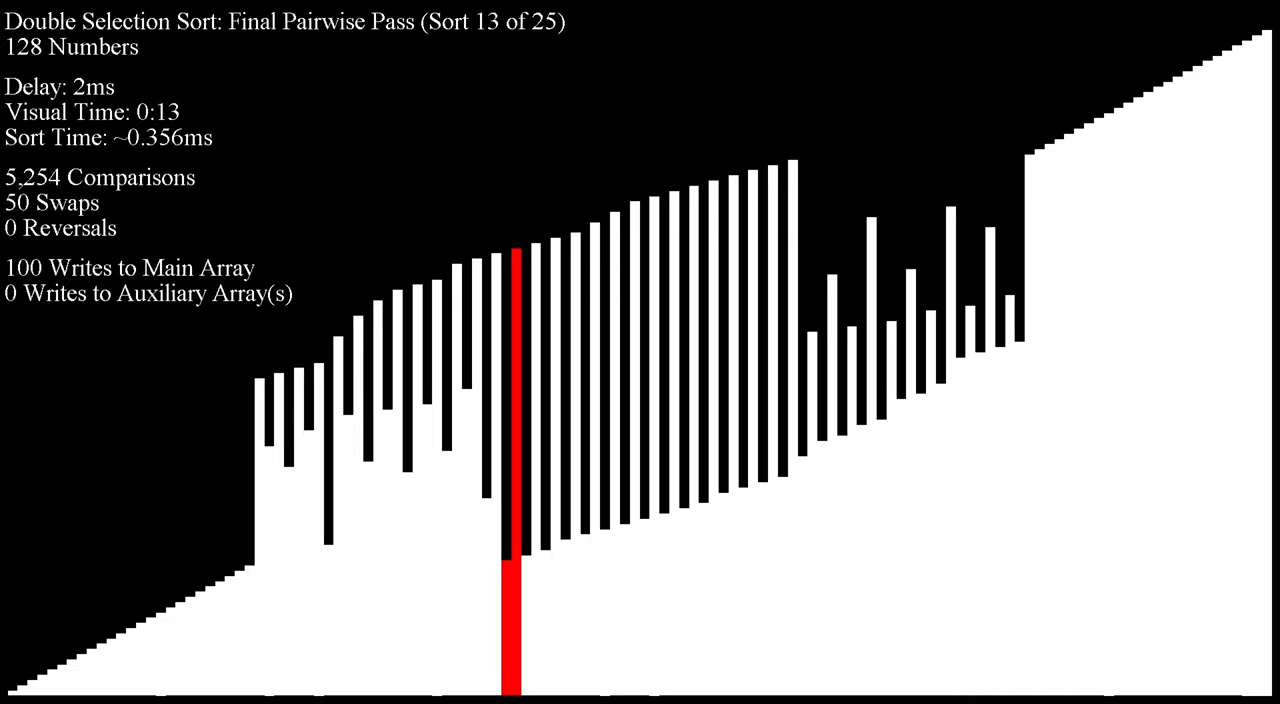 Double Selection Sort: Final Pairwise Pass (Sort 13 of 25)
128 Numbers
Delay: 2ms
Visual Time: 0:13
Sort Time: ~0.356ms
5,254 Comparisons
50 Swaps
0 Reversals
100 Writes to Main Array
0 Writes to Auxiliary Array(s)